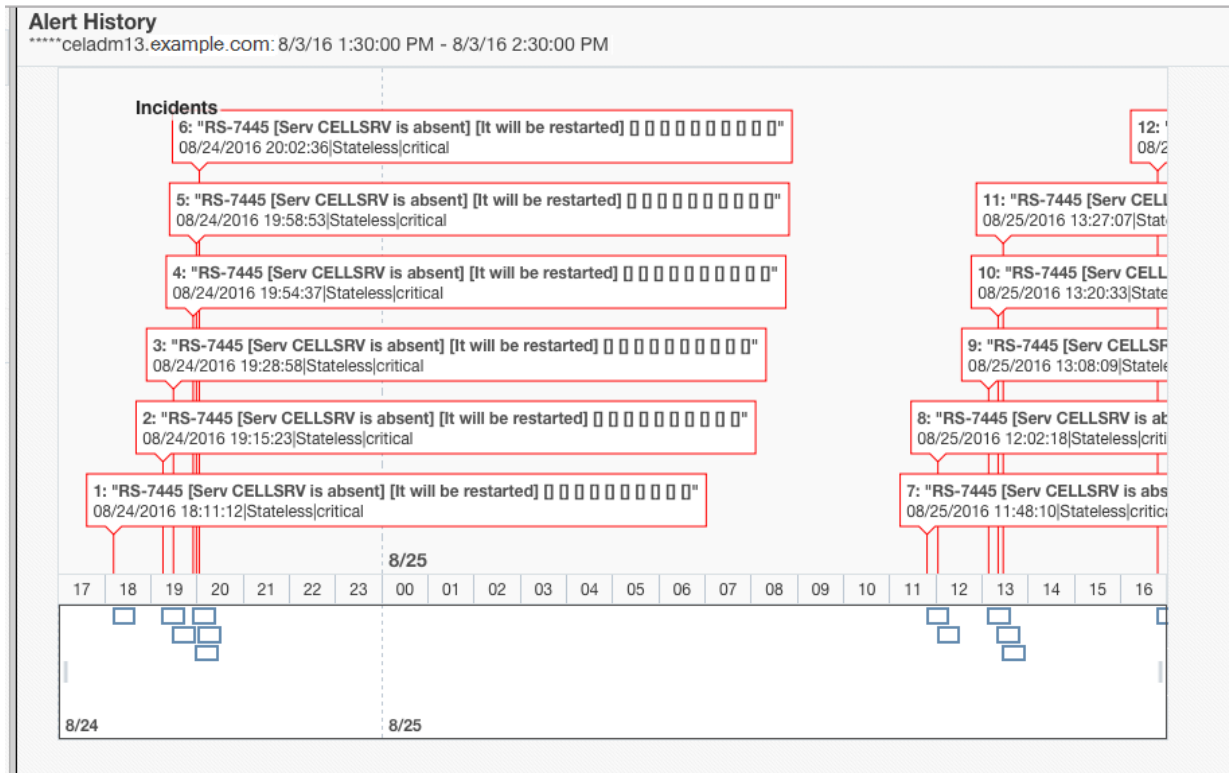 Alert History
*****celadm13.example.com: 8/3/16 1:30:00 PM - 8/3/16 2:30:00 PM
Incidents
6: "RS-7445 [Serv CELLSRV is absent] [It will be restarted] [] [] [] [] [] [] [] [] [] []"
08/24/2016 20:02:36|Stateless|critical
5: "RS-7445 [Serv CELLSRV is absent] [It will be restarted] [] [] [] [] [] [] [] [] [] []"
08/24/2016 19:58:53|Stateless|critical
4: "RS-7445 [Serv CELLSRV is absent] [It will be restarted] [] [] [] [] [] [] [] [] [] []"
08/24/2016 19:54:37|Stateless|critical
3: "RS-7445 [Serv CELLSRV is absent] [It will be restarted] [] [] [] [] [] [] [] [] [] []"
08/24/2016 19:28:58|Stateless|critical
2: "RS-7445 [Serv CELLSRV is absent] [It will be restarted] [] [] [] [] [] [] [] [] [] []"
08/24/2016 19:15:23|Stateless|critical
1: "RS-7445 [Serv CELLSRV is absent] [It will be restarted] [] [] [] [] [] [] [] [] [] []"
08/24/2016 18:11:12|Stateless|critical
12: "
08/2
11: "RS-7445 [Serv CELL
08/25/2016 13:27:07|Stat
10: "RS-7445 [Serv CELL
08/25/2016 13:20:33|State
9: "RS-7445 [Serv CELLSR
08/25/2016 13:08:09|Statele
8: "RS-7445 [Serv CELLSRV is ab
08/25/2016 12:02:18|Stateless|criti
7: "RS-7445 [Serv CELLSRV is abs
08/25/2016 11:48:10|Stateless|critica
8/25
17 18 19 20 21 22 23 00 01 02 03 04 05 06 07 08 09 10 11 12 13 14 15 16
8/24 8/25